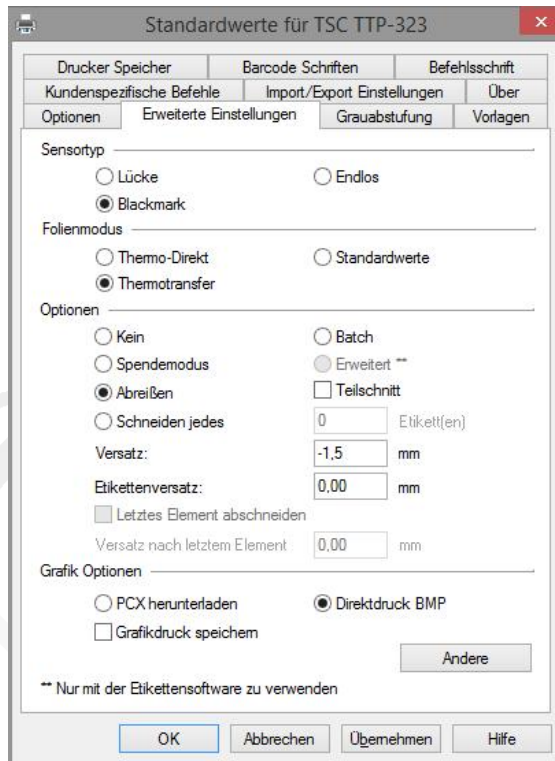 Standardwerte für TSC TTP-323
Drucker Speicher Barcode Schriften Befehlsschrift
Kundenspezifische Befehle Import/Export Einstellungen Über
Optionen Erweiterte Einstellungen Grauabstufung Vorlagen
Sensortyp
Lücke Endlos
Blackmark
Folienmodus
Thermo-Direkt Standardwerte
Thermotransfer
Optionen
Kein Batch
Spendemodus Erweitert **
Abreißen Teilschnitt
Schneiden jedes 0 Etikett(en)
Versatz: -1,5 mm
Etikettenversatz: 0,00 mm
Letztes Element abschneiden
Versatz nach letztem Element 0,00 mm
Grafik Optionen
PCX herunterladen Direktdruck BMP
Grafikdruck speichern
Andere
** Nur mit der Etikettensoftware zu verwenden
OK Abbrechen Übernehmen Hilfe